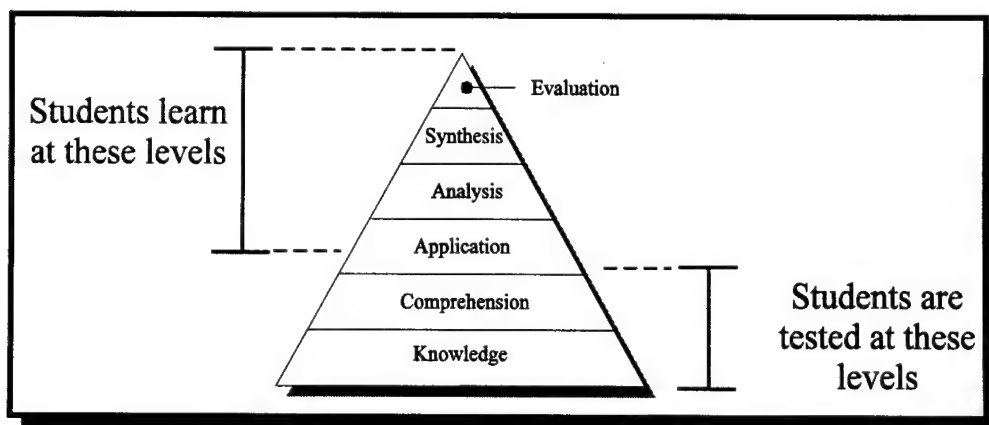 Evaluation
Students learn
at these levels
Synthesis
Analysis
Application
Comprehension
Knowledge
Students are
tested at these
levels